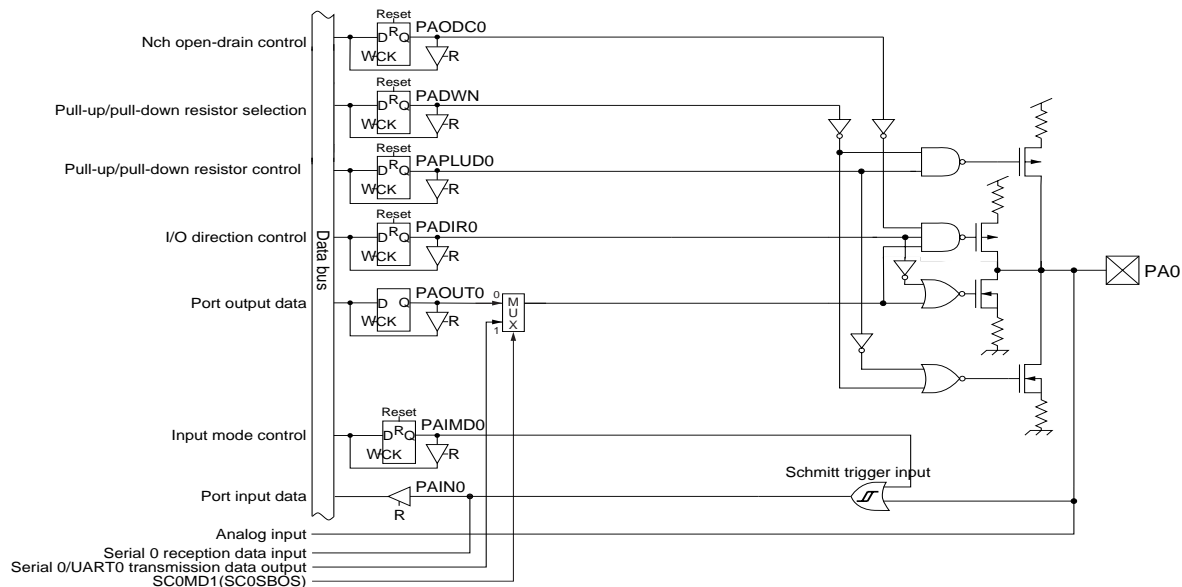 Reset
Nch open-drain control
D R Q
PAODC0
WCK
R
Reset
Pull-up/pull-down resistor selection
D R Q
PADWN
WCK
R
Reset
Pull-up/pull-down resistor control
D R Q
PAPLUD0
WCK
R
Reset
I/O direction control
D R Q
PADIR0
WCK
R
Data bus
PA0
Port output data
D Q
PAOUT0
WCK
R
0
MUX
1
Reset
Input mode control
D R Q
PAIMD0
WCK
R
Schmitt trigger input
Port input data
PAIN0
R
Analog input
Serial 0 reception data input
Serial 0/UART0 transmission data output
SC0MD1(SC0SBOS)